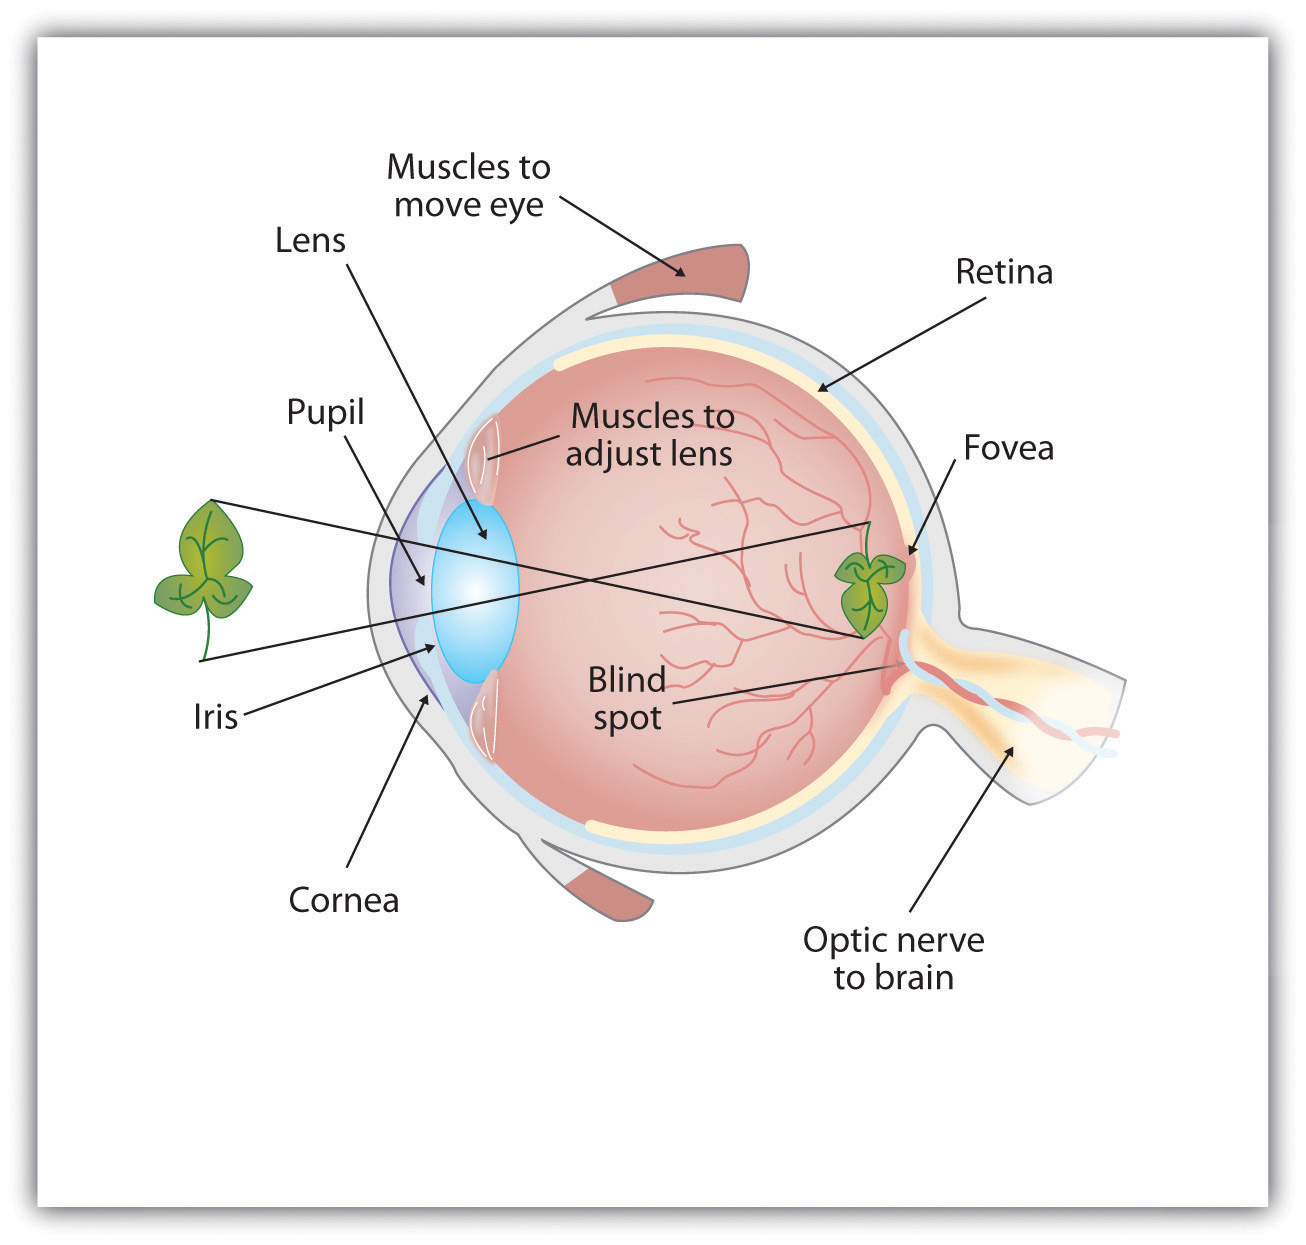 Muscles to
move eye
Lens
Retina
Pupil
Muscles to
adjust lens
Fovea
Blind
spot
Iris
Cornea
Optic nerve
to brain